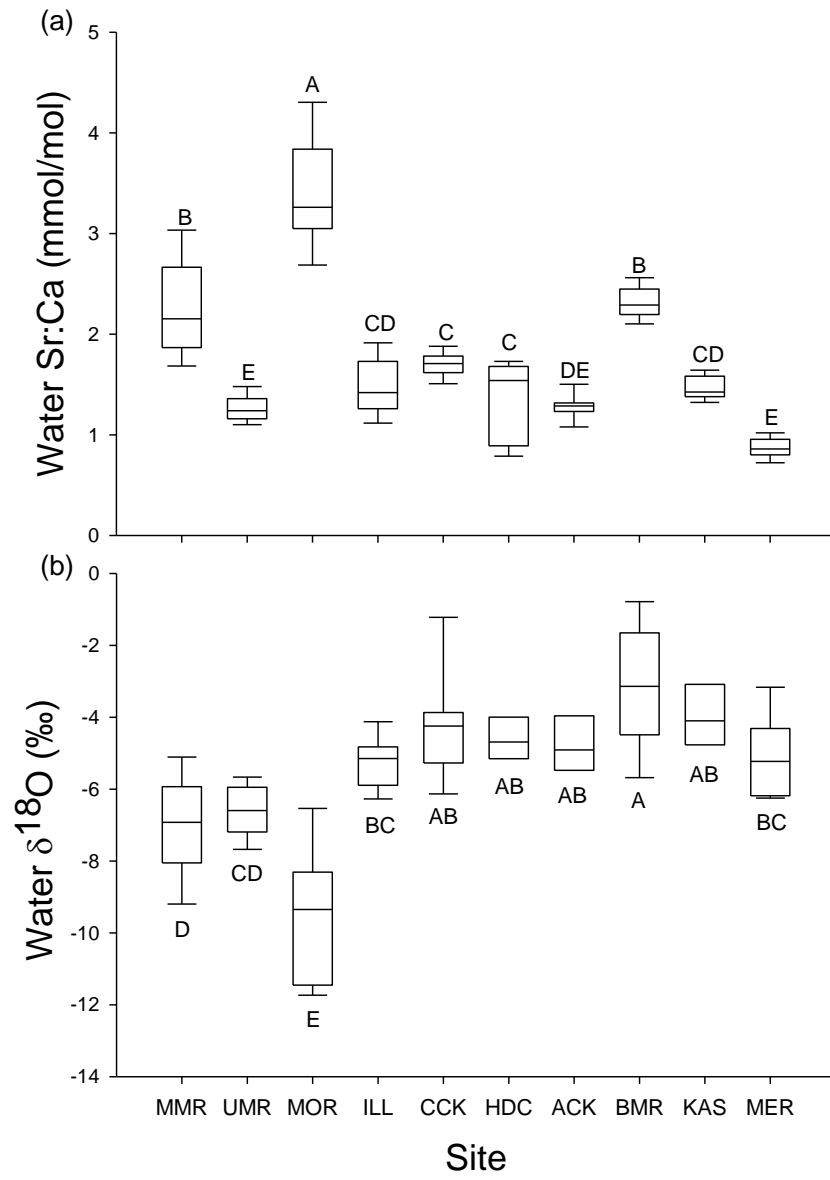 (a)
Water Sr:Ca (mmol/mol)
5
4
3
2
1
0
B
E
A
CD
C
C
DE
B
CD
E
(b)
Water δ18O (‰)
0
-2
-4
-6
-8
-10
-12
-14
D
CD
E
BC
AB
AB
AB
A
AB
BC
MMR UMR MOR ILL CCK HDC ACK BMR KAS MER
Site